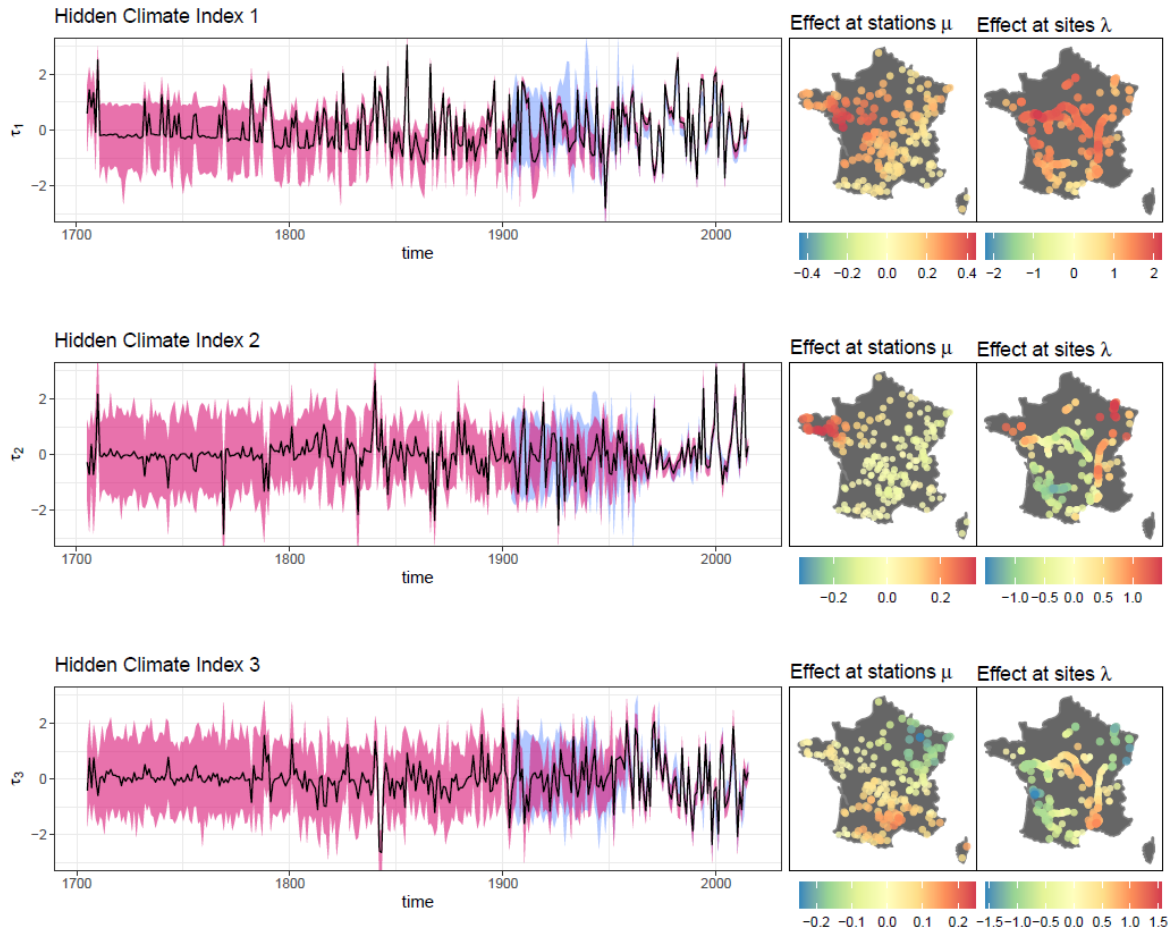 Hidden Climate Index 1
Effect at stations μ
Effect at sites λ
2
0
−2
τ1
1700
1800
1900
2000
time
−0.4 −0.2 0.0 0.2 0.4
−2 −1 0 1 2
Hidden Climate Index 2
Effect at stations μ
Effect at sites λ
2
0
−2
τ2
1700
1800
1900
2000
time
−0.2 0.0 0.2
−1.0 −0.5 0.0 0.5 1.0
Hidden Climate Index 3
Effect at stations μ
Effect at sites λ
2
0
−2
τ3
1700
1800
1900
2000
time
−0.2 −0.1 0.0 0.1 0.2
−1.5 −1.0 −0.5 0.0 0.5 1.0 1.5